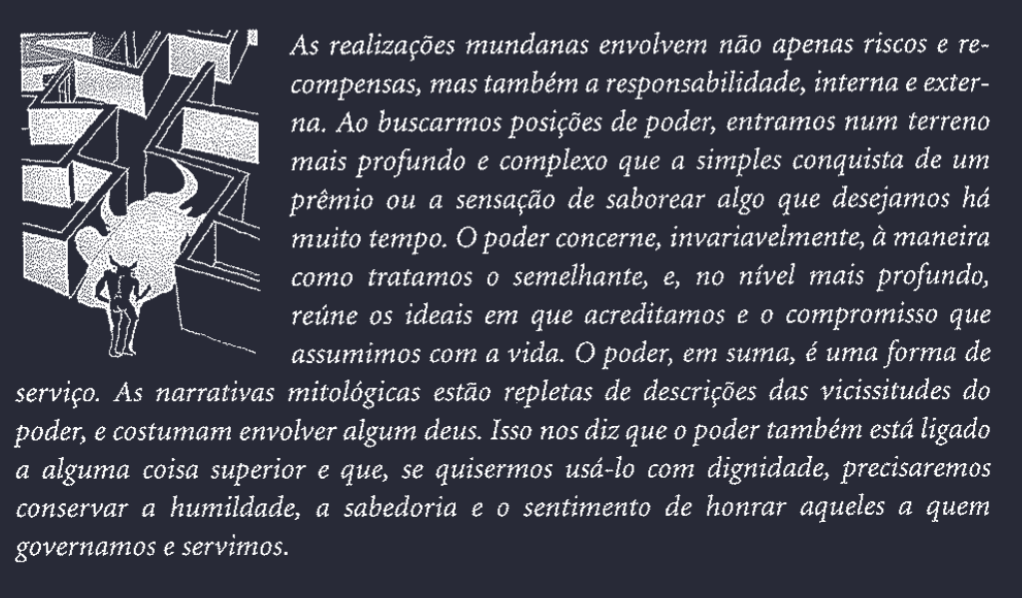 As realizações mundanas envolvem não apenas riscos e re-
compensas, mas também a responsabilidade, interna e exter-
na. Ao buscarmos posições de poder, entramos num terreno
mais profundo e complexo que a simples conquista de um
prêmio ou a sensação de saborear algo que desejamos há
muito tempo. O poder concerne, invariavelmente, à maneira
como tratamos o semelhante, e, no nível mais profundo,
reúne os ideais em que acreditamos e o compromisso que
assumimos com a vida. O poder, em suma, é uma forma de
serviço. As narrativas mitológicas estão repletas de descrições das vicissitudes do
poder, e costumam envolver algum deus. Isso nos diz que o poder também está ligado
a alguma coisa superior e que, se quisermos usá-lo com dignidade, precisaremos
conservar a humildade, a sabedoria e o sentimento de honrar aqueles a quem
governamos e servimos.